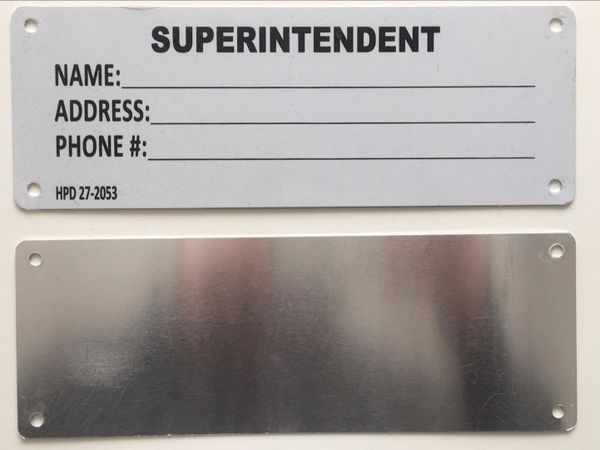 SUPERINTENDENT
NAME:
ADDRESS:
PHONE #:
HPD 27-2053